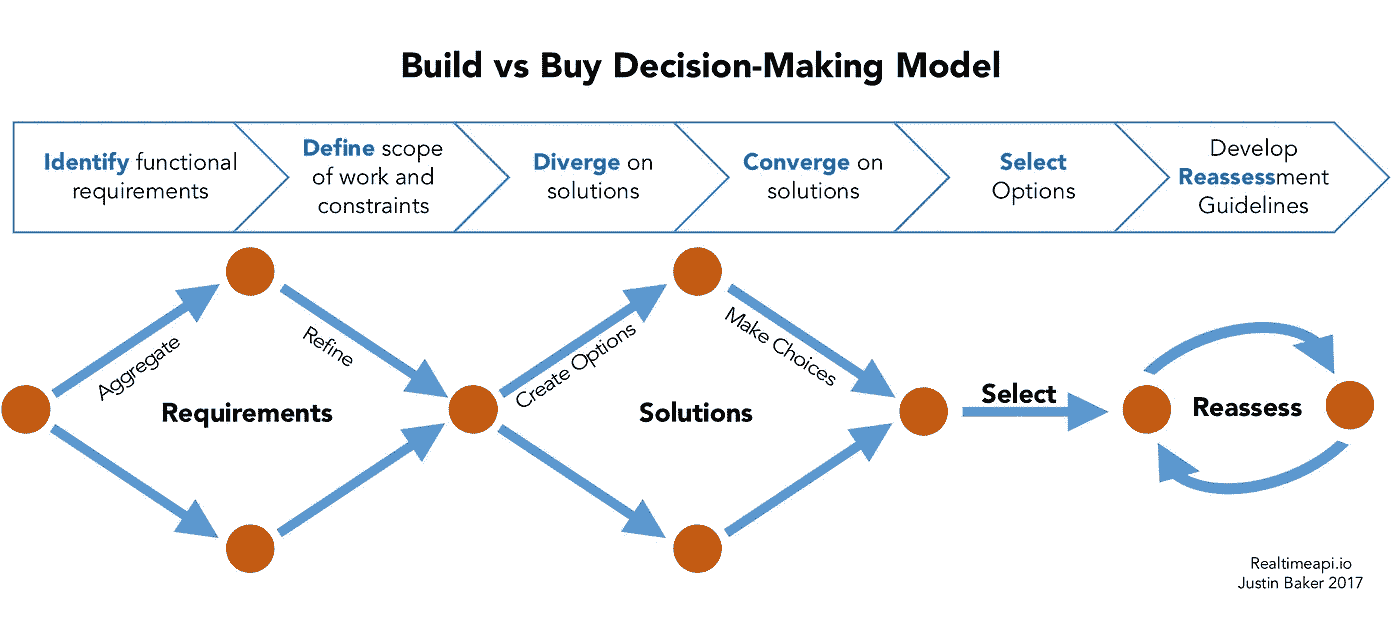 Build vs Buy Decision-Making Model
Identify functional
requirements
Define scope
of work and
constraints
Diverge on
solutions
Converge on
solutions
Select
Options
Develop
Reassessment
Guidelines
Aggregate
Refine
Requirements
Create Options
Make Choices
Solutions
Select
Reassess
Realtimeapi.io
Justin Baker 2017